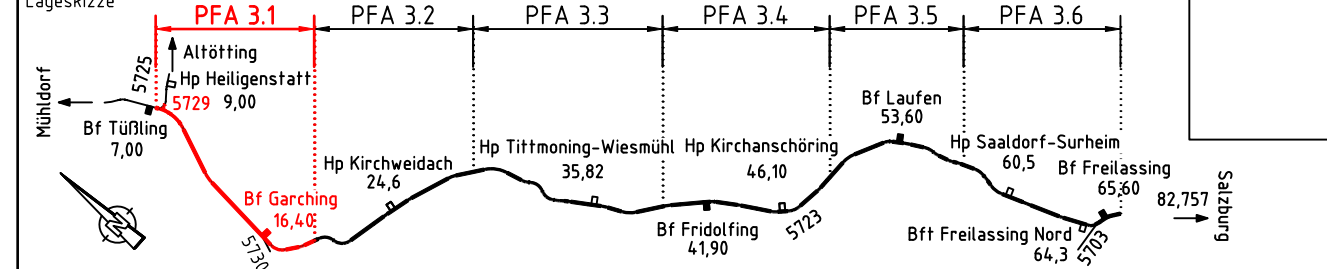 Lageskizze
PFA 3.1
PFA 3.2
PFA 3.3
PFA 3.4
PFA 3.5
PFA 3.6
Mühldorf
5725
Altötting
Hp Heiligenstatt
5729
9,00
Bf Tüßling
7,00
Bf Garching
16,40
5730
Hp Kirchweidach
24,6
Hp Tittmoning-Wiesmühl
35,82
Bf Fridolfing
41,90
Hp Kirchanschöring
46,10
5723
Bf Laufen
53,60
Hp Saaldorf-Surheim
60,5
Bft Freilassing Nord
64,3
5703
Bf Freilassing
65,60
82,757
Salzburg
N